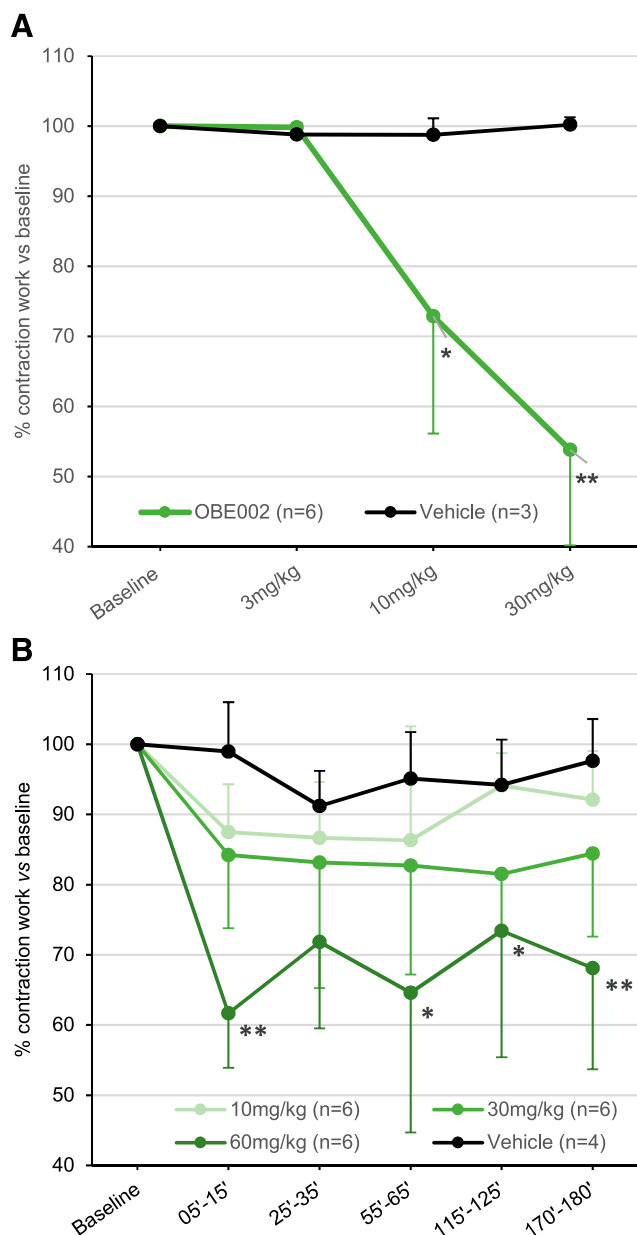 A
110
100
90
80
70
60
50
40
% contraction work vs baseline
*
**
OBE002 (n=6) Vehicle (n=3)
Baseline 3mg/kg 10mg/kg 30mg/kg
B
110
100
90
80
70
60
50
40
% contraction work vs baseline
** * * **
10mg/kg (n=6) 30mg/kg (n=6)
60mg/kg (n=6) Vehicle (n=4)
Baseline 05'-15' 25'-35' 55'-65' 115'-125' 170'-180'